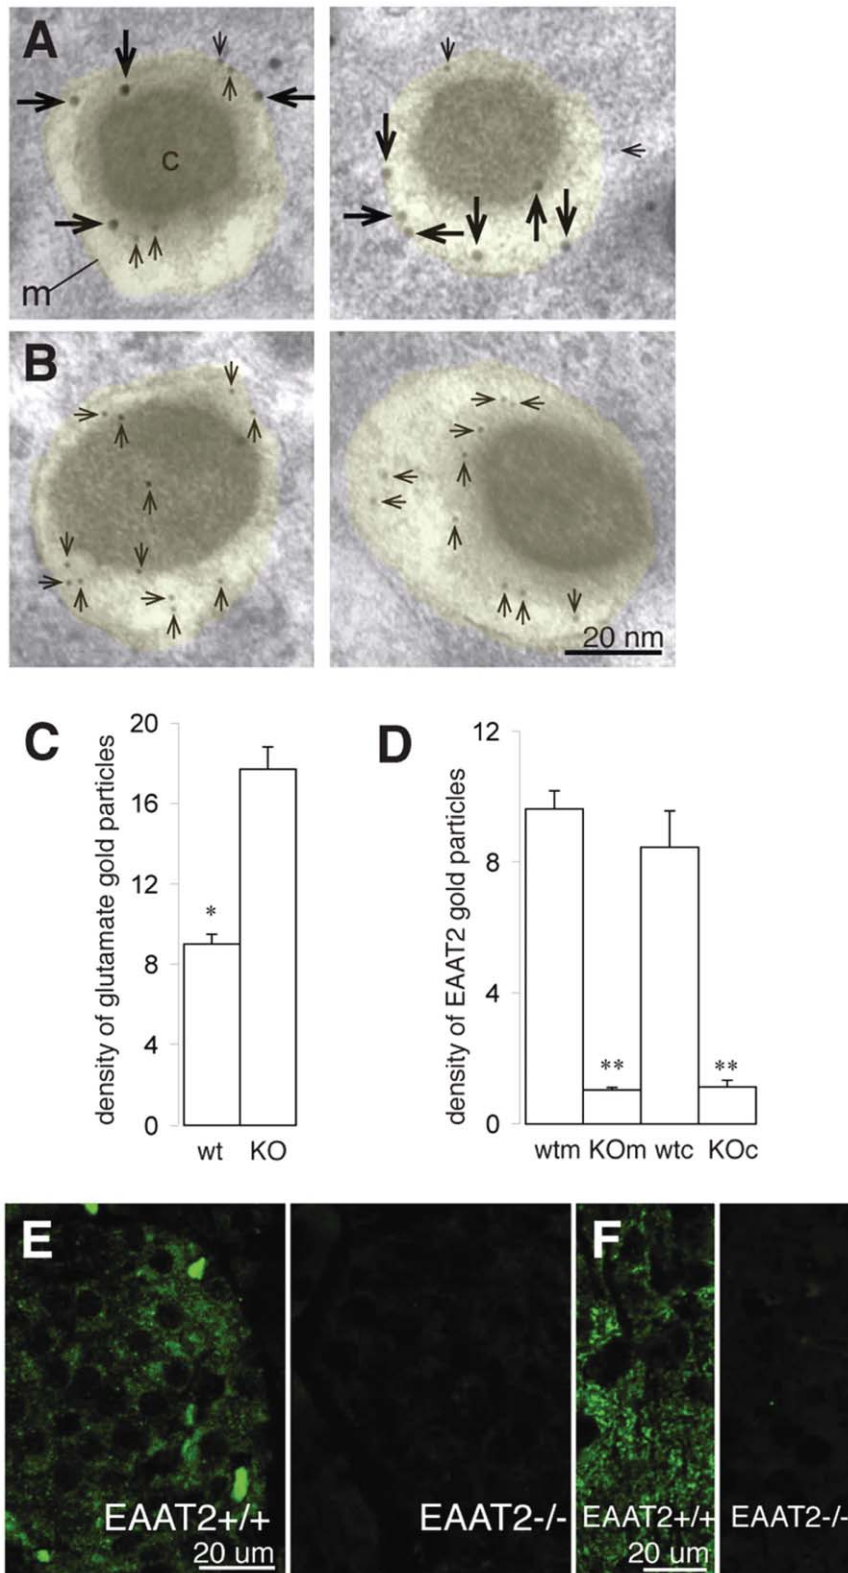 A
c
m
B
20 nm
C
density of glutamate gold particles
20
16
12
8
4
0
*
wt KO
D
density of EAAT2 gold particles
12
8
4
0
** **
wtm KOm wtc KOc
E
EAAT2+/+
20 um
EAAT2-/-
F
EAAT2+/+
20 um
EAAT2-/-